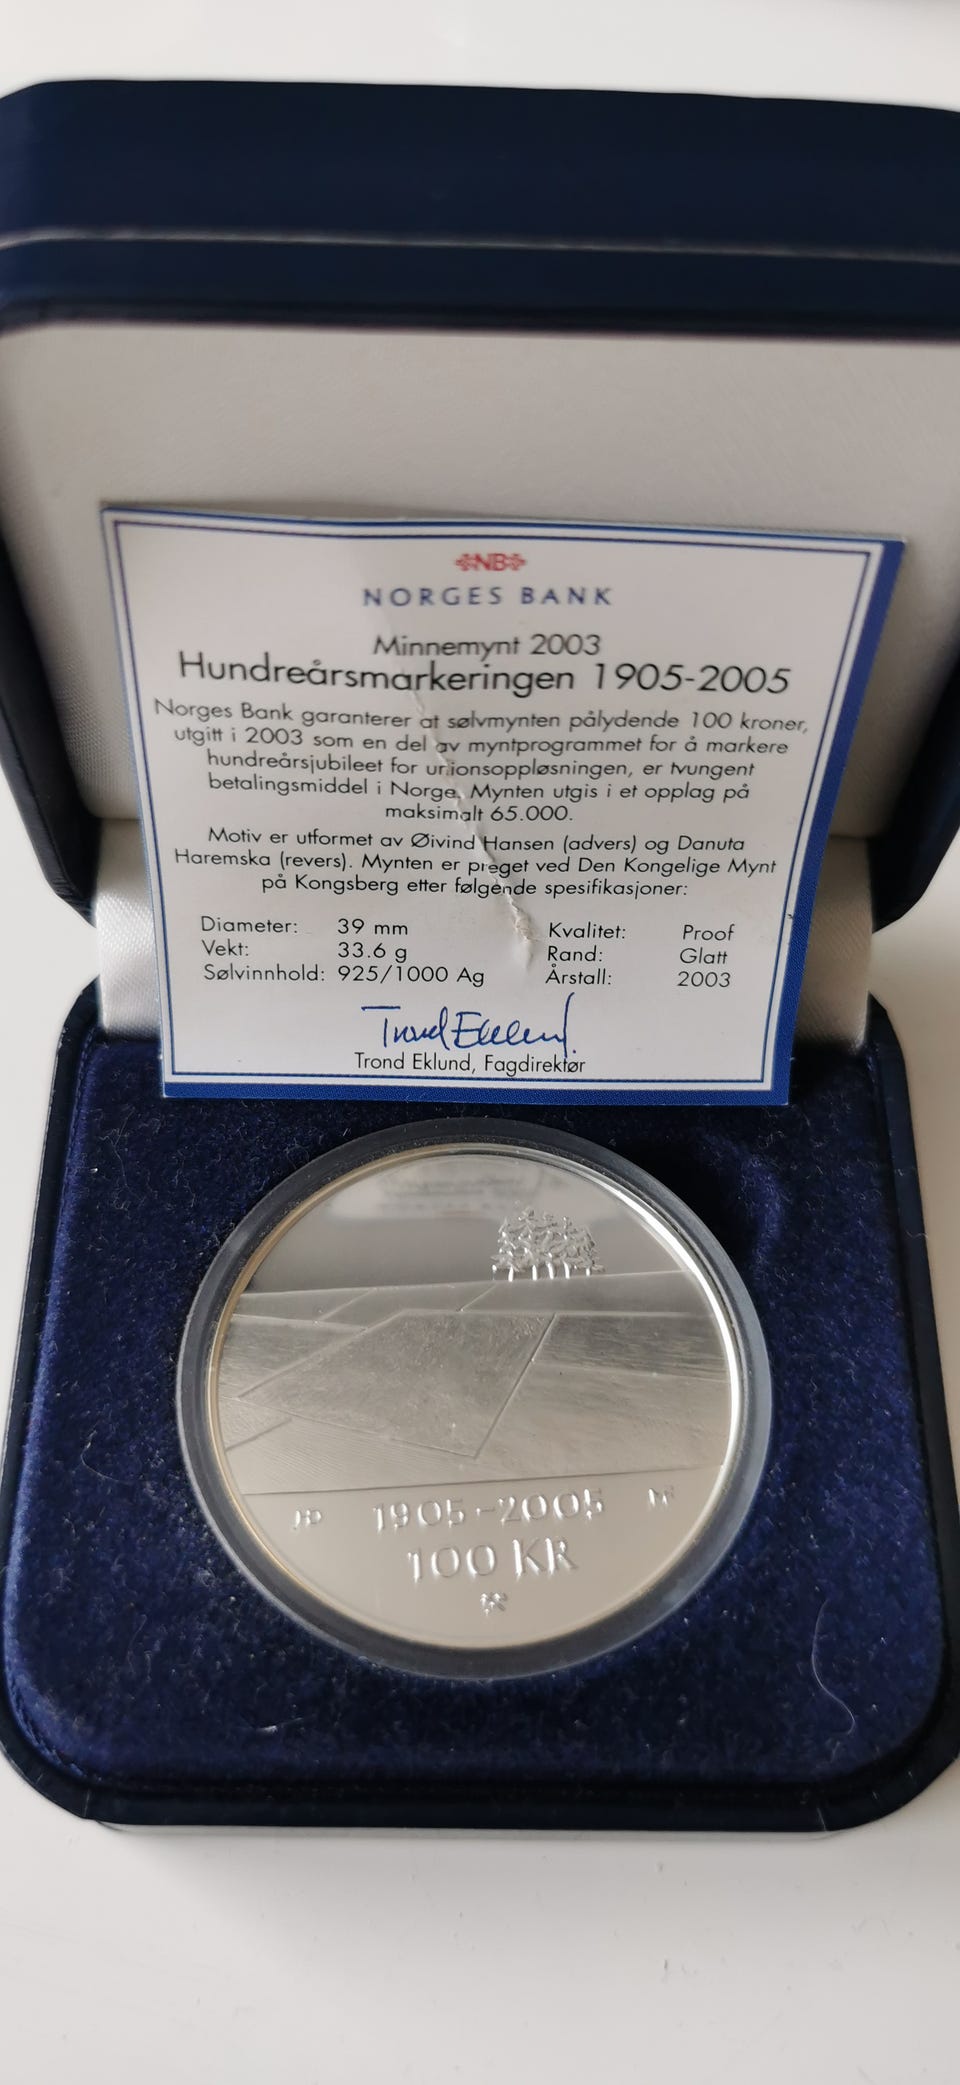 NB
NORGES BANK
Minnemynt 2003
Hundreårsmarkeringen 1905-2005
Norges Bank garanterer at sølvmynten pålydende 100 kroner,
utgitt i 2003 som en del av myntprogrammet for å markere
hundreårsjubileet for unionsoppløsningen, er tvungent
betalingsmiddel i Norge. Mynten utgis i et opplag på
maksimalt 65.000.
Motiv er utformet av Øivind Hansen (advers) og Danuta
Haremska (revers). Mynten er preget ved Den Kongelige Mynt
på Kongsberg etter følgende spesifikasjoner:
Diameter: 39 mm Kvalitet: Proof
Vekt: 33.6 g Rand: Glatt
Sølvinnhold: 925/1000 Ag Årstall: 2003
Trond Eklund
Trond Eklund, Fagdirektør
1905-2005
100 KR